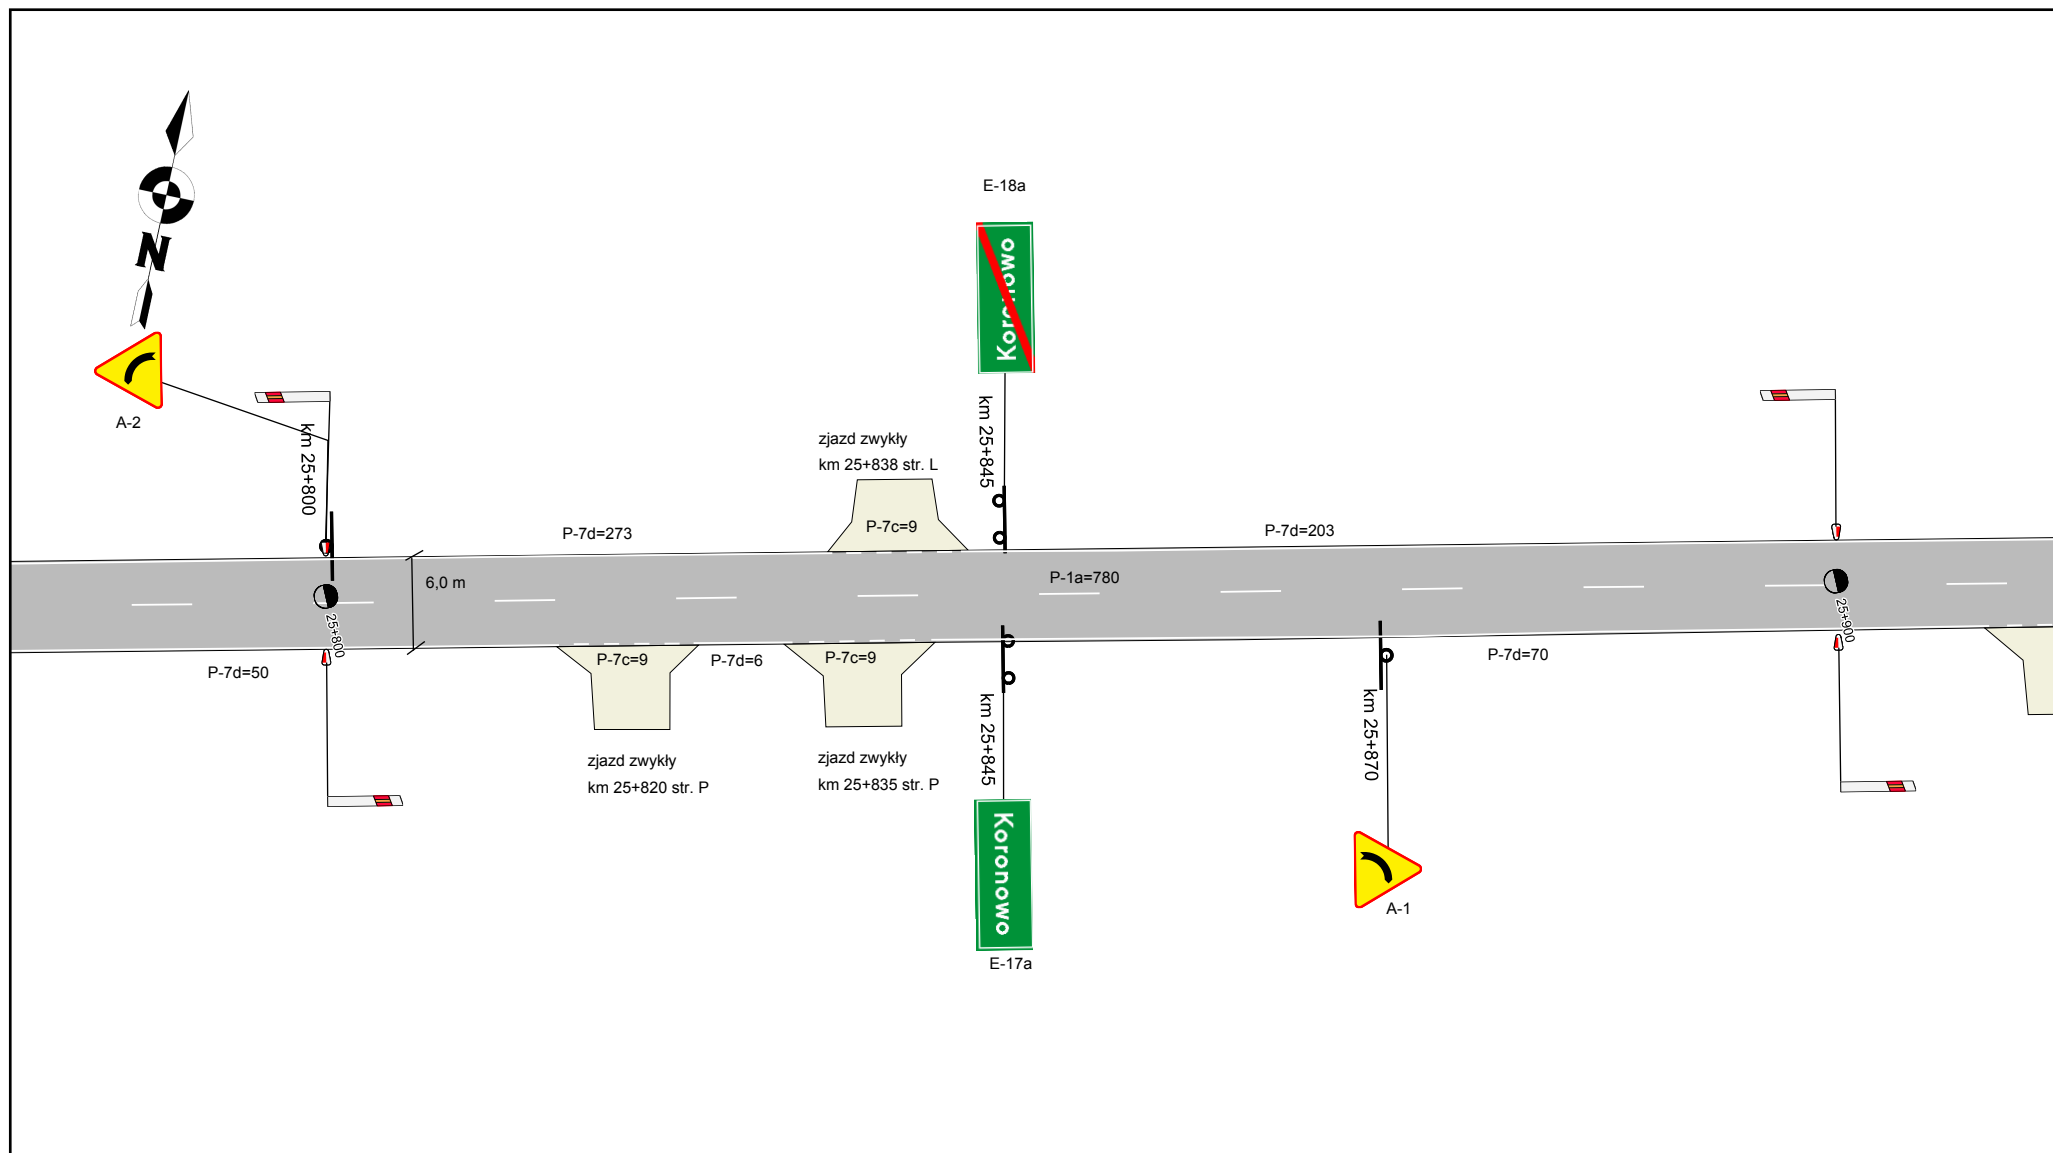 E-18a
Koronowo
N
A-2
km 25+800
km 25+845
zjazd zwykły
km 25+838 str. L
P-7c=9
P-7d=273
P-7d=203
6,0 m
P-1a=780
25+800
25+900
P-7d=50
P-7c=9
P-7d=6
P-7c=9
P-7d=70
km 25+845
km 25+870
zjazd zwykły
km 25+820 str. P
zjazd zwykły
km 25+835 str. P
Koronowo
A-1
E-17a